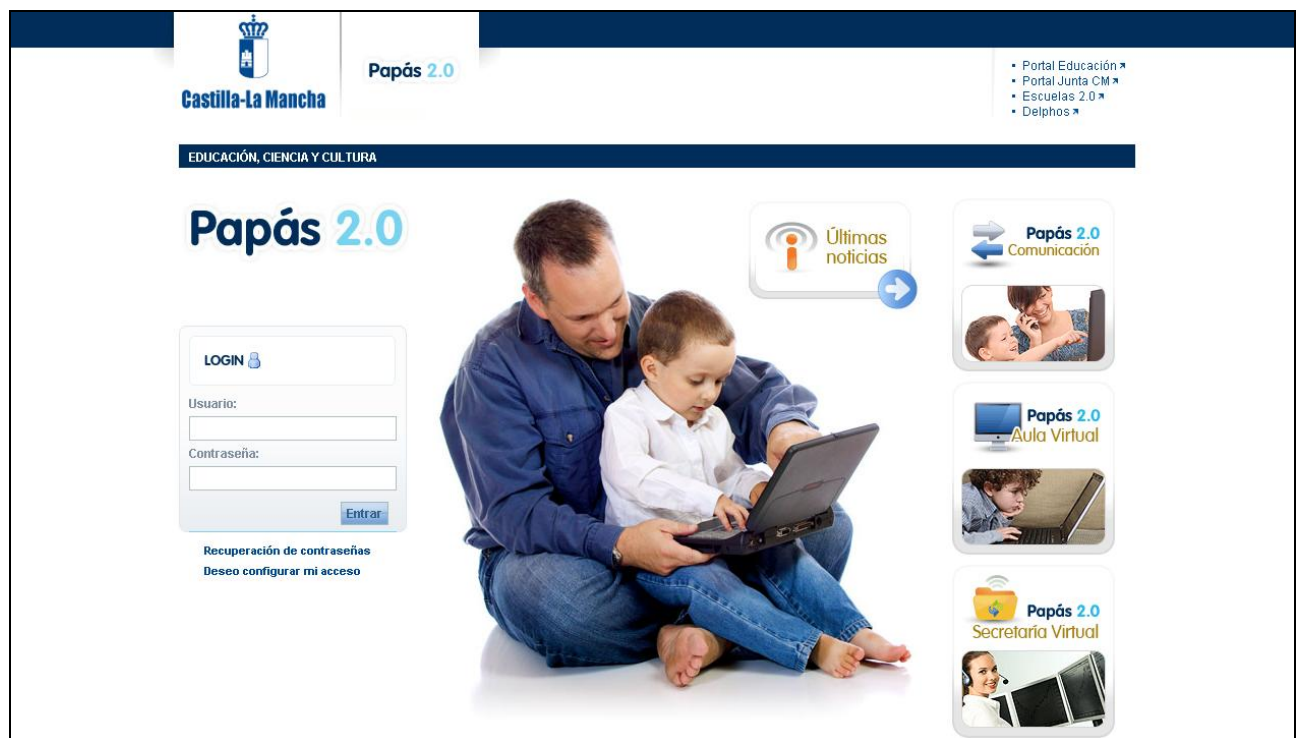 Castilla-La Mancha
Papás 2.0
Portal Educación
Portal Junta CM
Escuelas 2.0
Delphos
EDUCACIÓN, CIENCIA Y CULTURA
Papás 2.0
LOGIN
Usuario:
Contraseña:
Entrar
Recuperación de contraseñas
Deseo configurar mi acceso
Últimas
noticias
Papás 2.0
Comunicación
Papás 2.0
Aula Virtual
Papás 2.0
Secretaría Virtual